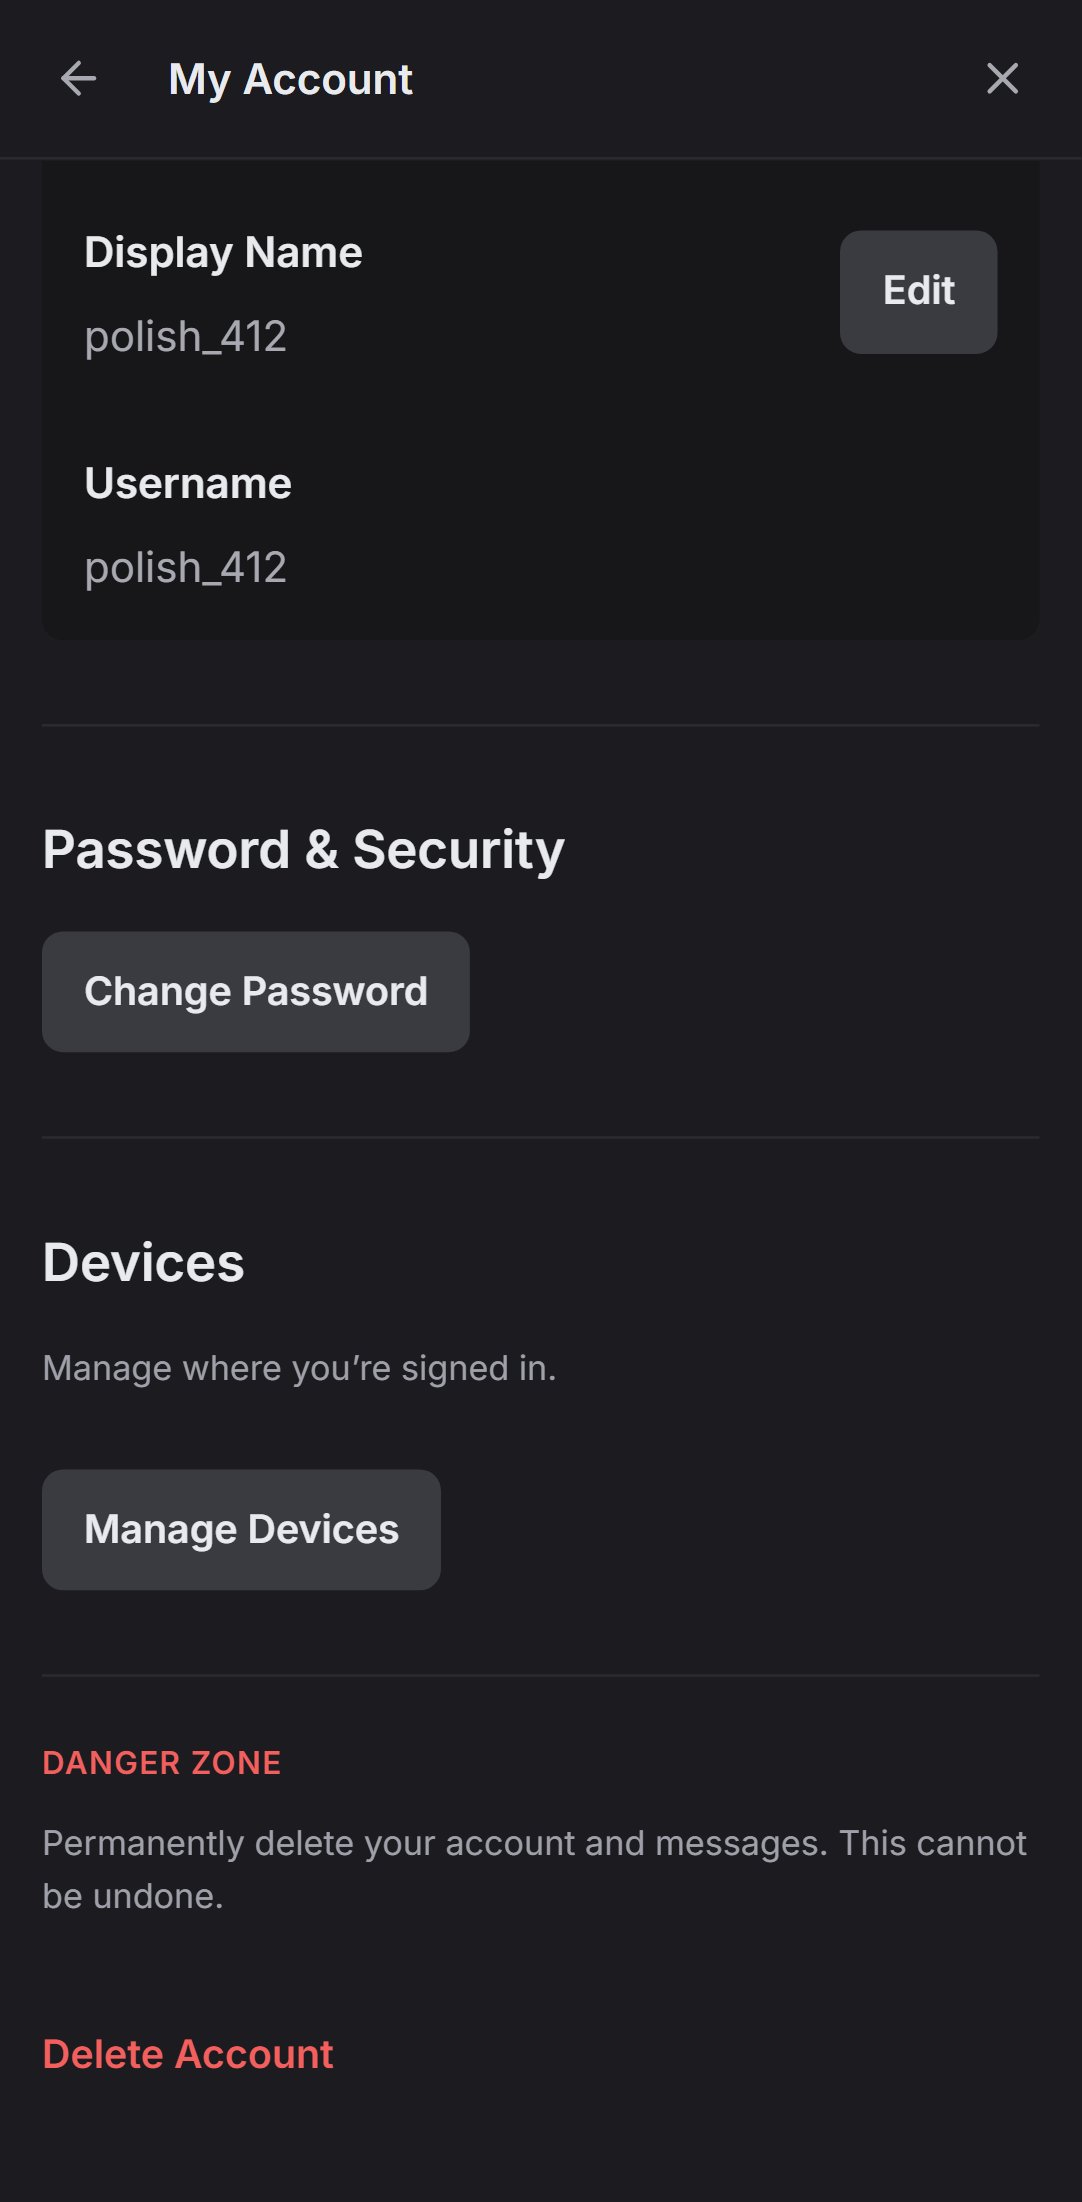 My Account
Display Name
Edit
polish_412
Username
polish_412
Password & Security
Change Password
Devices
Manage where you’re signed in.
Manage Devices
DANGER ZONE
Permanently delete your account and messages. This cannot
be undone.
Delete Account